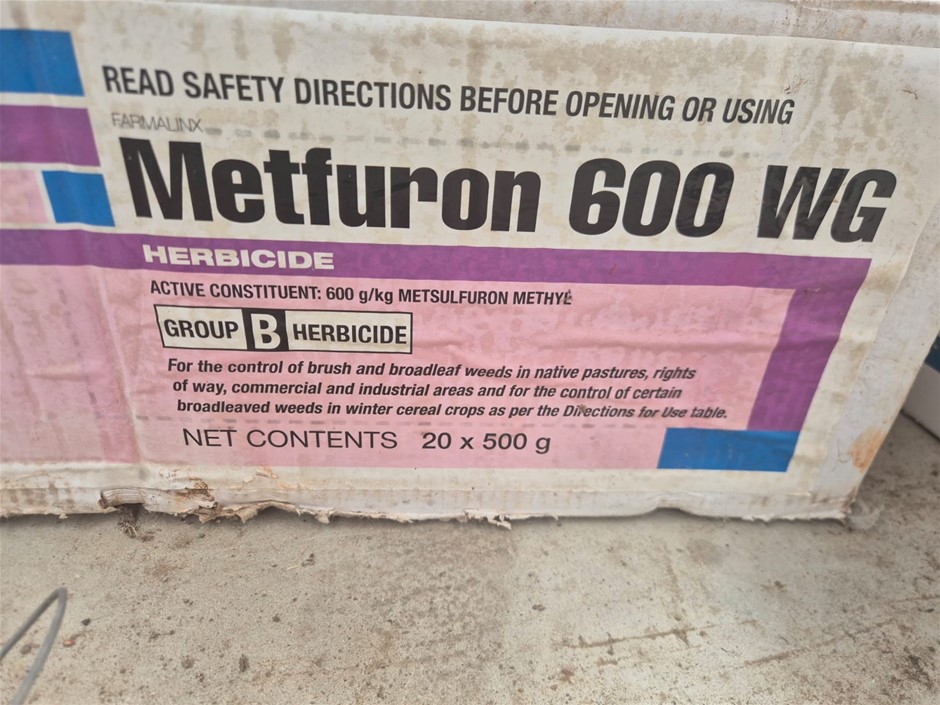 READ SAFETY DIRECTIONS BEFORE OPENING OR USING
FARMALINX
Metfuron 600 WG
HERBICIDE
ACTIVE CONSTITUENT: 600 g/kg METSULFURON METHYL
GROUP B HERBICIDE
For the control of brush and broadleaf weeds in native pastures, rights
of way, commercial and industrial areas and for the control of certain
broadleaved weeds in winter cereal crops as per the Directions for Use table.
NET CONTENTS 20 x 500 g